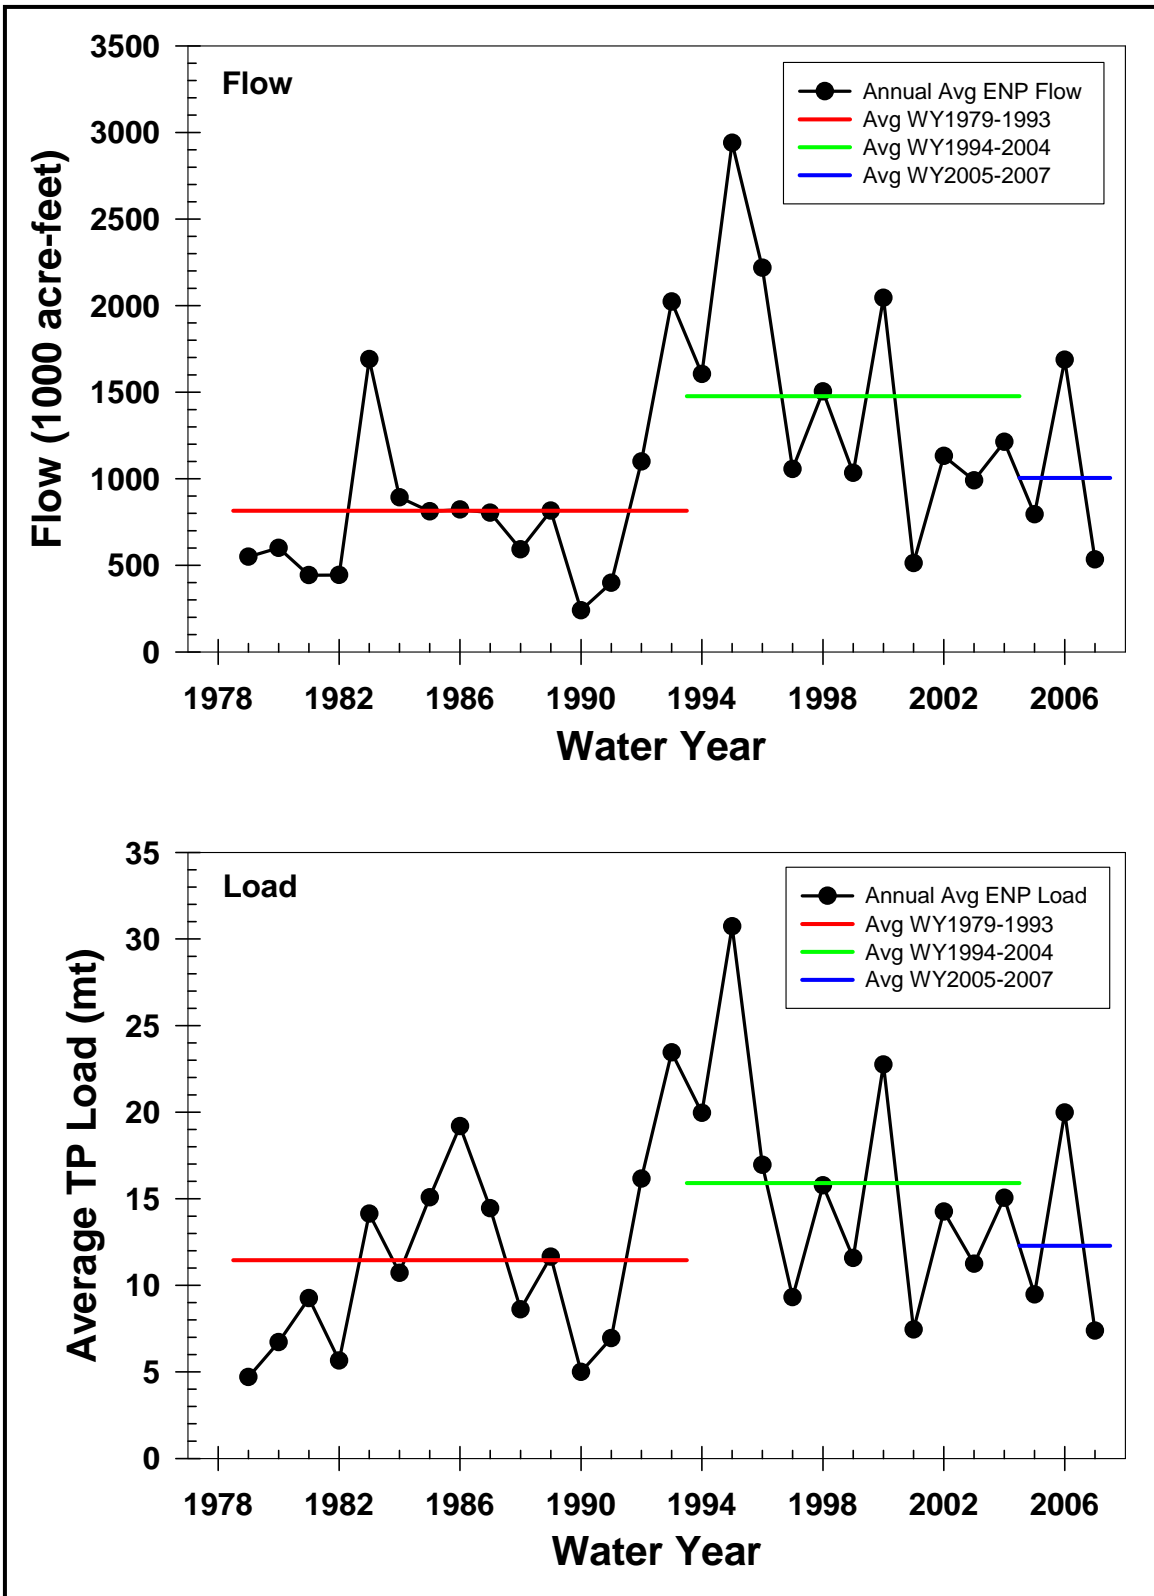 Flow
Annual Avg ENP Flow
Avg WY1979-1993
Avg WY1994-2004
Avg WY2005-2007
Flow (1000 acre-feet)
3500
3000
2500
2000
1500
1000
500
0
1978 1982 1986 1990 1994 1998 2002 2006
Water Year
Load
Annual Avg ENP Load
Avg WY1979-1993
Avg WY1994-2004
Avg WY2005-2007
Average TP Load (mt)
35
30
25
20
15
10
5
0
1978 1982 1986 1990 1994 1998 2002 2006
Water Year